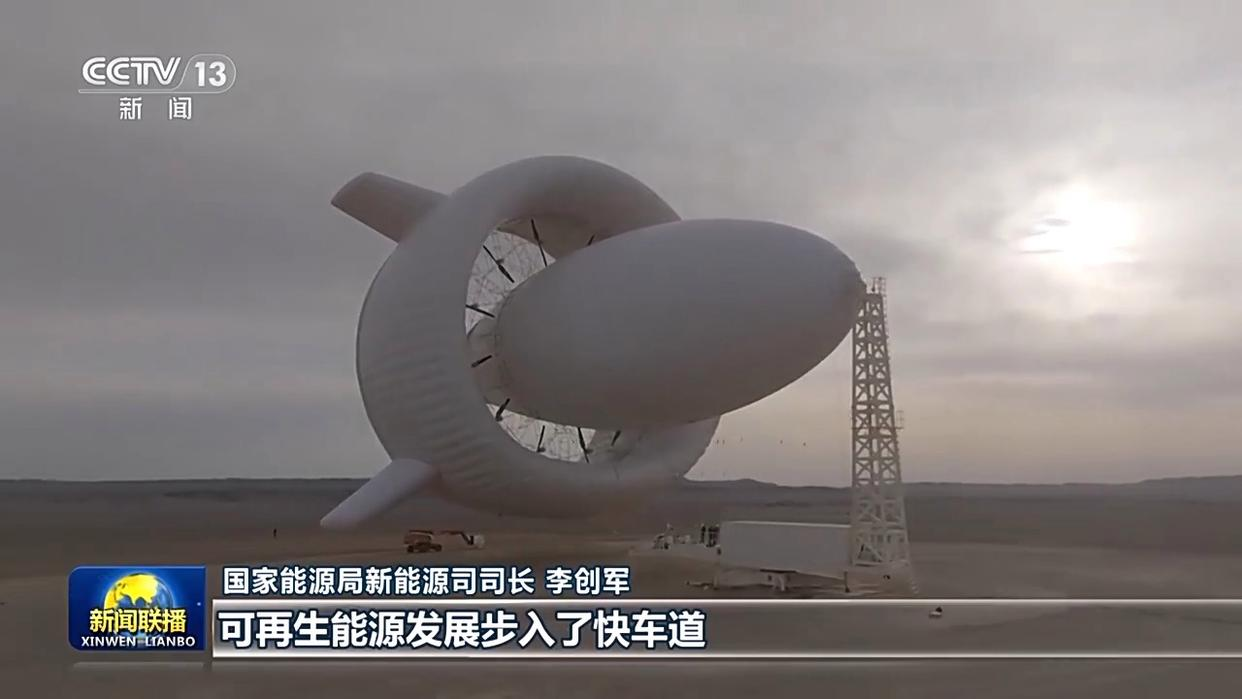 CCTV 13
新闻
国家能源局新能源司司长 李创军
新闻联播
XINWEN LIANBO
可再生能源发展步入了快车道